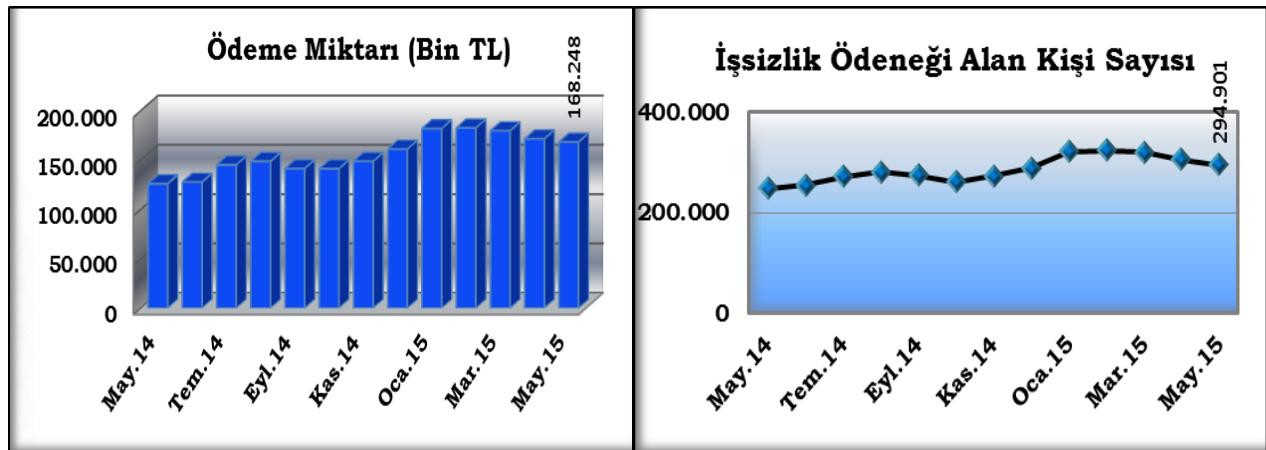 Ödeme Miktarı (Bin TL)
168.248
200.000
150.000
100.000
50.000
0
May.14
Tem.14
Eyl.14
Kas.14
Oca.15
Mar.15
May.15
İşsizlik Ödeneği Alan Kişi Sayısı
294.901
400.000
200.000
0
May.14
Tem.14
Eyl.14
Kas.14
Oca.15
Mar.15
May.15